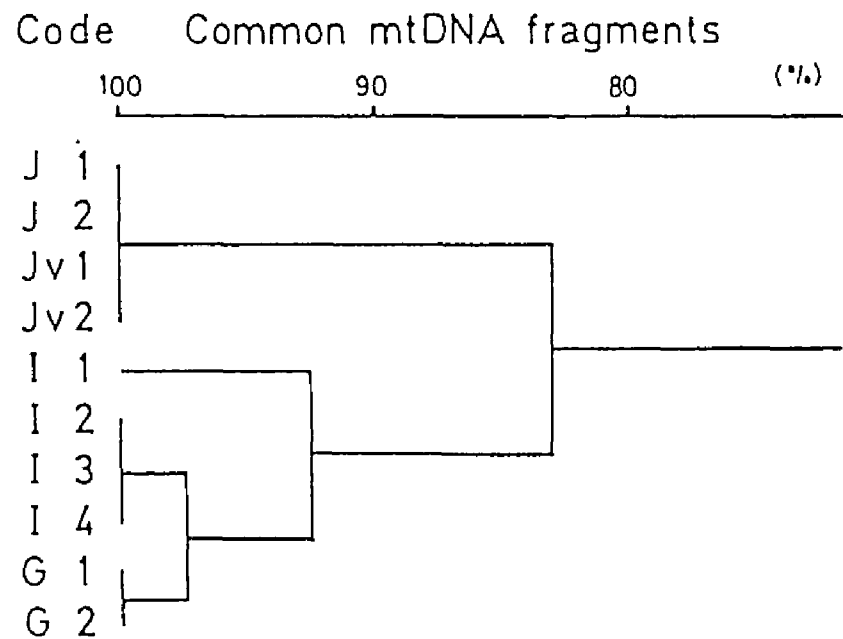 Code Common mtDNA fragments
100 90 80 (%)
J 1
J 2
Jv 1
Jv 2
I 1
I 2
I 3
I 4
G 1
G 2